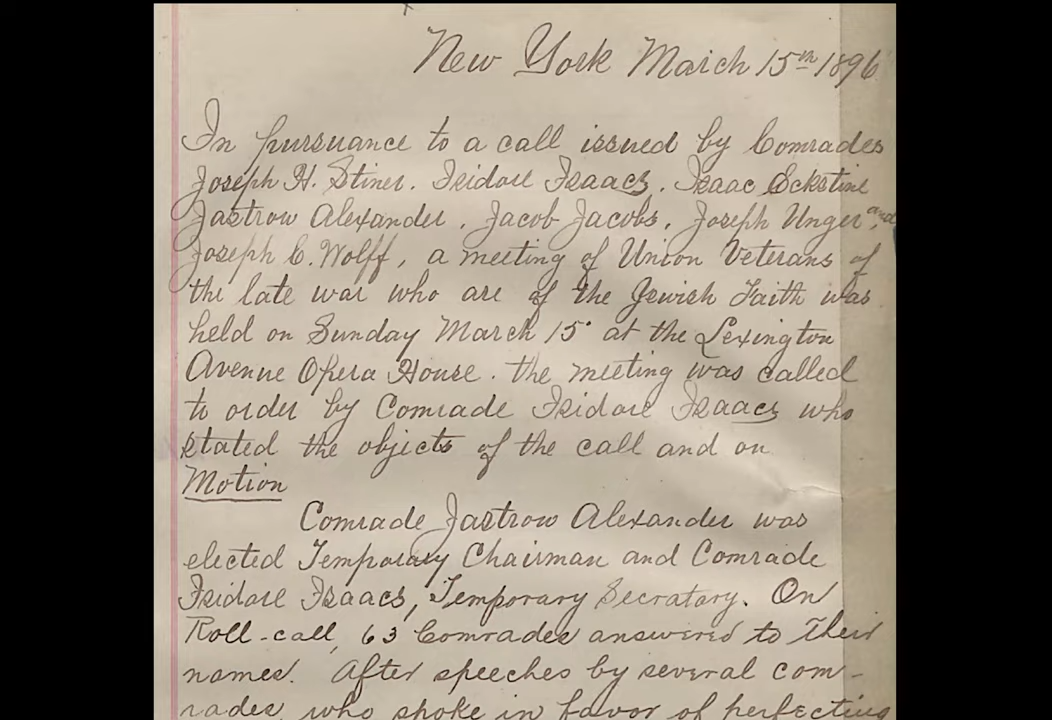 New York March 15th 1896
In pursuance to a call issued by Comrades
Joseph H. Stiner. Isidore Isaacs. Isaac Eckstine
Jastrow Alexander. Jacob Jacobs. Joseph Unger, and
Joseph C. Wolff, a meeting of Union Veterans of
the late war who are of the Jewish Faith was
held on Sunday March 15" at the Lexington
Avenue Opera House. the meeting was called
to order by Comrade Isidore Isaacs who
stated the objects of the call and on
Motion
Comrade Jastrow Alexander was
elected Temporary Chairman and Comrade
Isidore Isaacs, Temporary Secratary. On
Roll-call, 63 Comrades answered to Their
names. After speeches by several com-
rades, who spoke in favor of perfecting